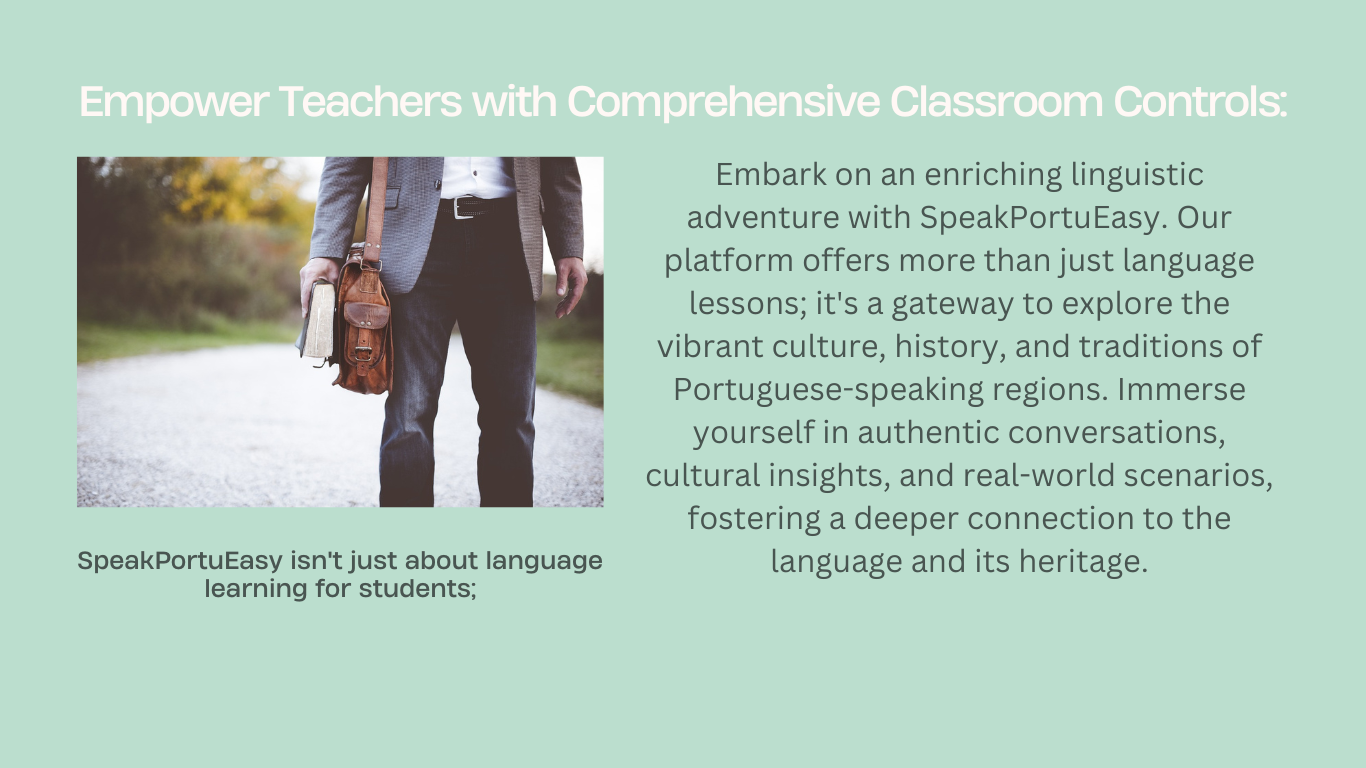 Empower Teachers with Comprehensive Classroom Controls:
Embark on an enriching linguistic
adventure with SpeakPortuEasy. Our
platform offers more than just language
lessons; it's a gateway to explore the
vibrant culture, history, and traditions of
Portuguese-speaking regions. Immerse
yourself in authentic conversations,
cultural insights, and real-world scenarios,
fostering a deeper connection to the
language and its heritage.
SpeakPortuEasy isn't just about language
learning for students;